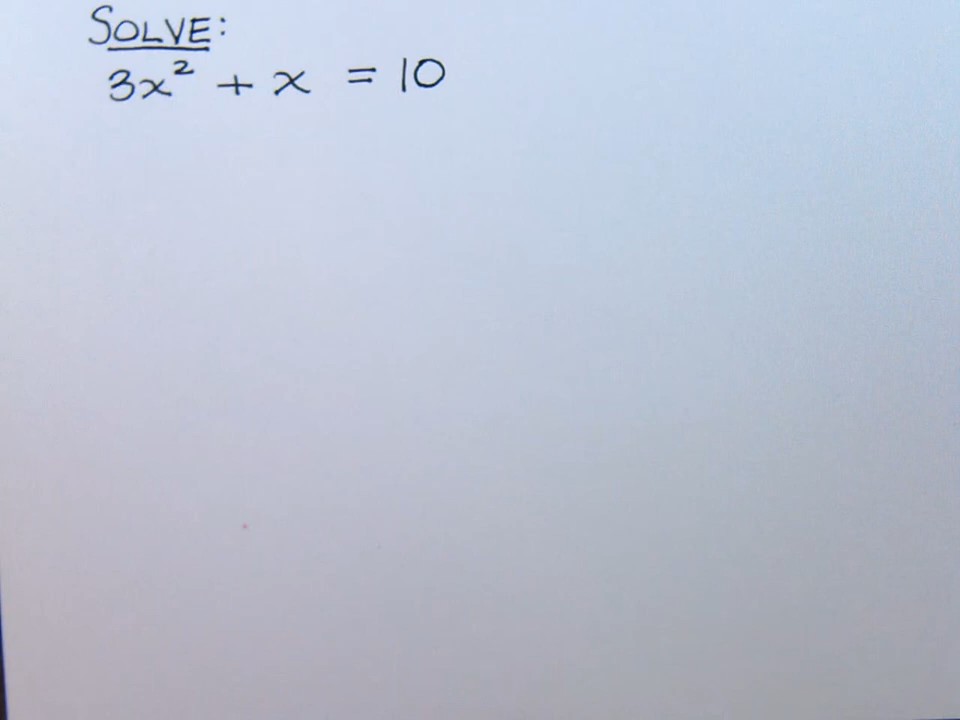 SOLVE:
3x² + x = 10